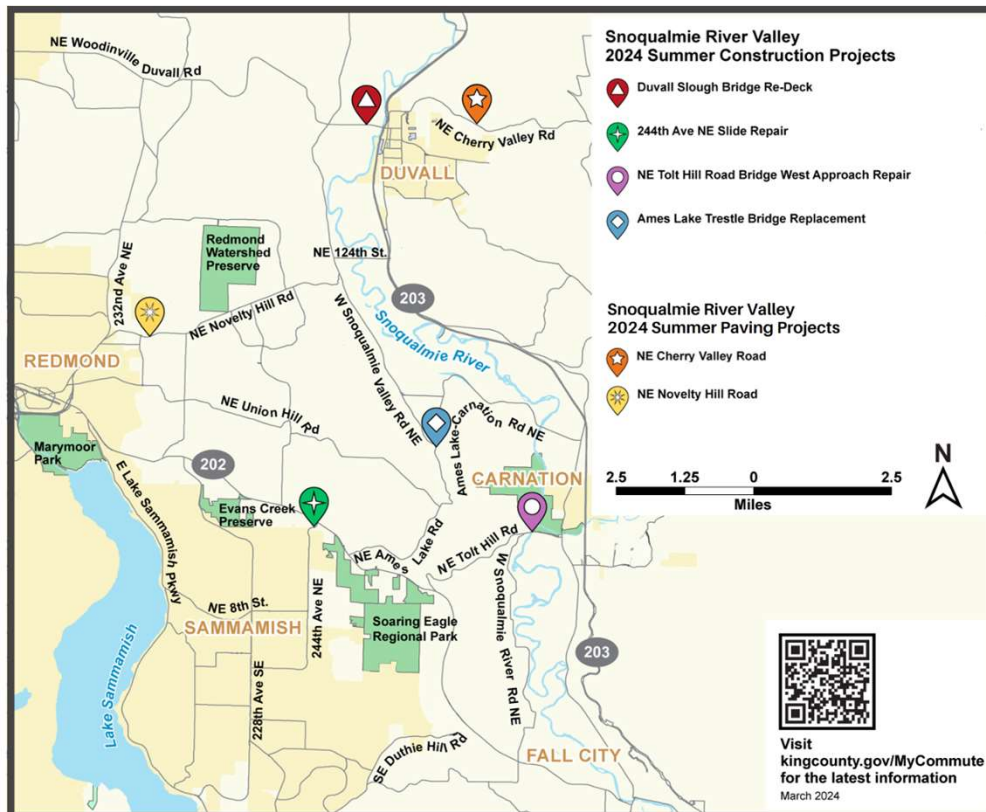 Snoqualmie River Valley
2024 Summer Construction Projects
Duvall Slough Bridge Re-Deck
244th Ave NE Slide Repair
NE Tolt Hill Road Bridge West Approach Repair
Ames Lake Trestle Bridge Replacement
Snoqualmie River Valley
2024 Summer Paving Projects
NE Cherry Valley Road
NE Novelty Hill Road
N
2.5 1.25 0 2.5
Miles
NE Woodinville Duvall Rd
NE Cherry Valley Rd
DUVALL
Redmond
Watershed
Preserve
NE 124th St.
232nd Ave NE
203
NE Novelty Hill Rd
W Snoqualmie Valley Rd NE
Snoqualmie River
REDMOND
NE Union Hill Rd
Ames Lake-Carnation Rd NE
Marymoor
Park
202
CARNATION
E Lake Sammamish Pkwy
Evans Creek
Preserve
NE Ames Lake Rd
NE Tolt Hill Rd
NE 8th St.
244th Ave NE
SAMMAMISH
Soaring Eagle
Regional Park
W Snoqualmie River Rd NE
203
Lake Sammamish
228th Ave SE
SE Duthie Hill Rd
FALL CITY
Visit
kingcounty.gov/MyCommute
for the latest information
March 2024